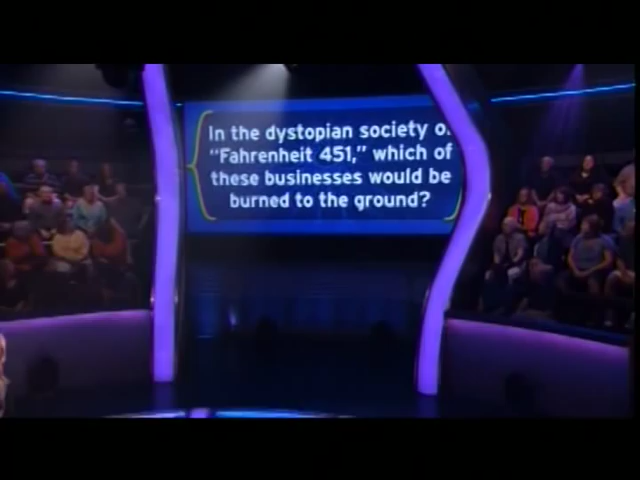 In the dystopian society
"Fahrenheit 451," which of
these businesses would be
burned to the ground?